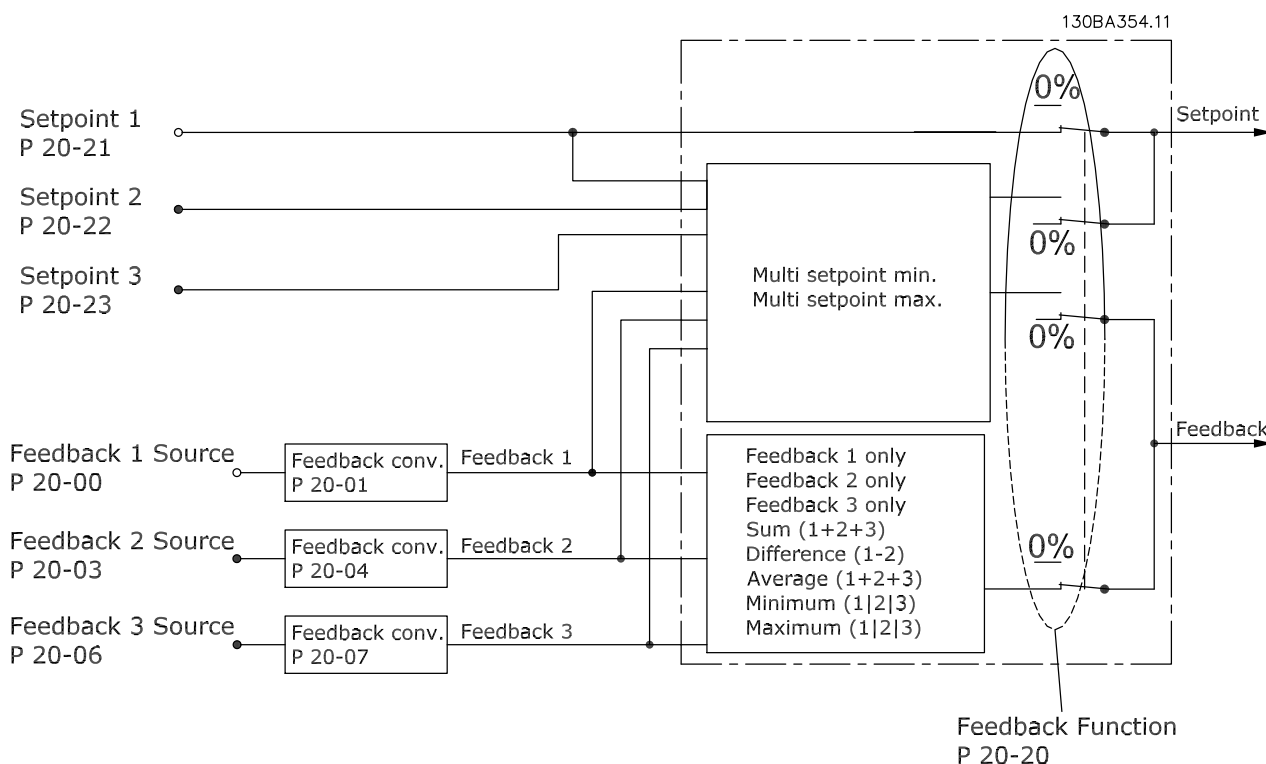 130BA354.11
0%
Setpoint 1
P 20-21
Setpoint
Setpoint 2
P 20-22
0%
Setpoint 3
P 20-23
Multi setpoint min.
Multi setpoint max.
0%
Feedback
Feedback 1 Source
P 20-00
Feedback conv.
P 20-01
Feedback 1
Feedback 1 only
Feedback 2 only
Feedback 3 only
Sum (1+2+3)
Difference (1-2)
Average (1+2+3)
Minimum (1|2|3)
Maximum (1|2|3)
0%
Feedback 2 Source
P 20-03
Feedback conv.
P 20-04
Feedback 2
Feedback 3 Source
P 20-06
Feedback conv.
P 20-07
Feedback 3
Feedback Function
P 20-20